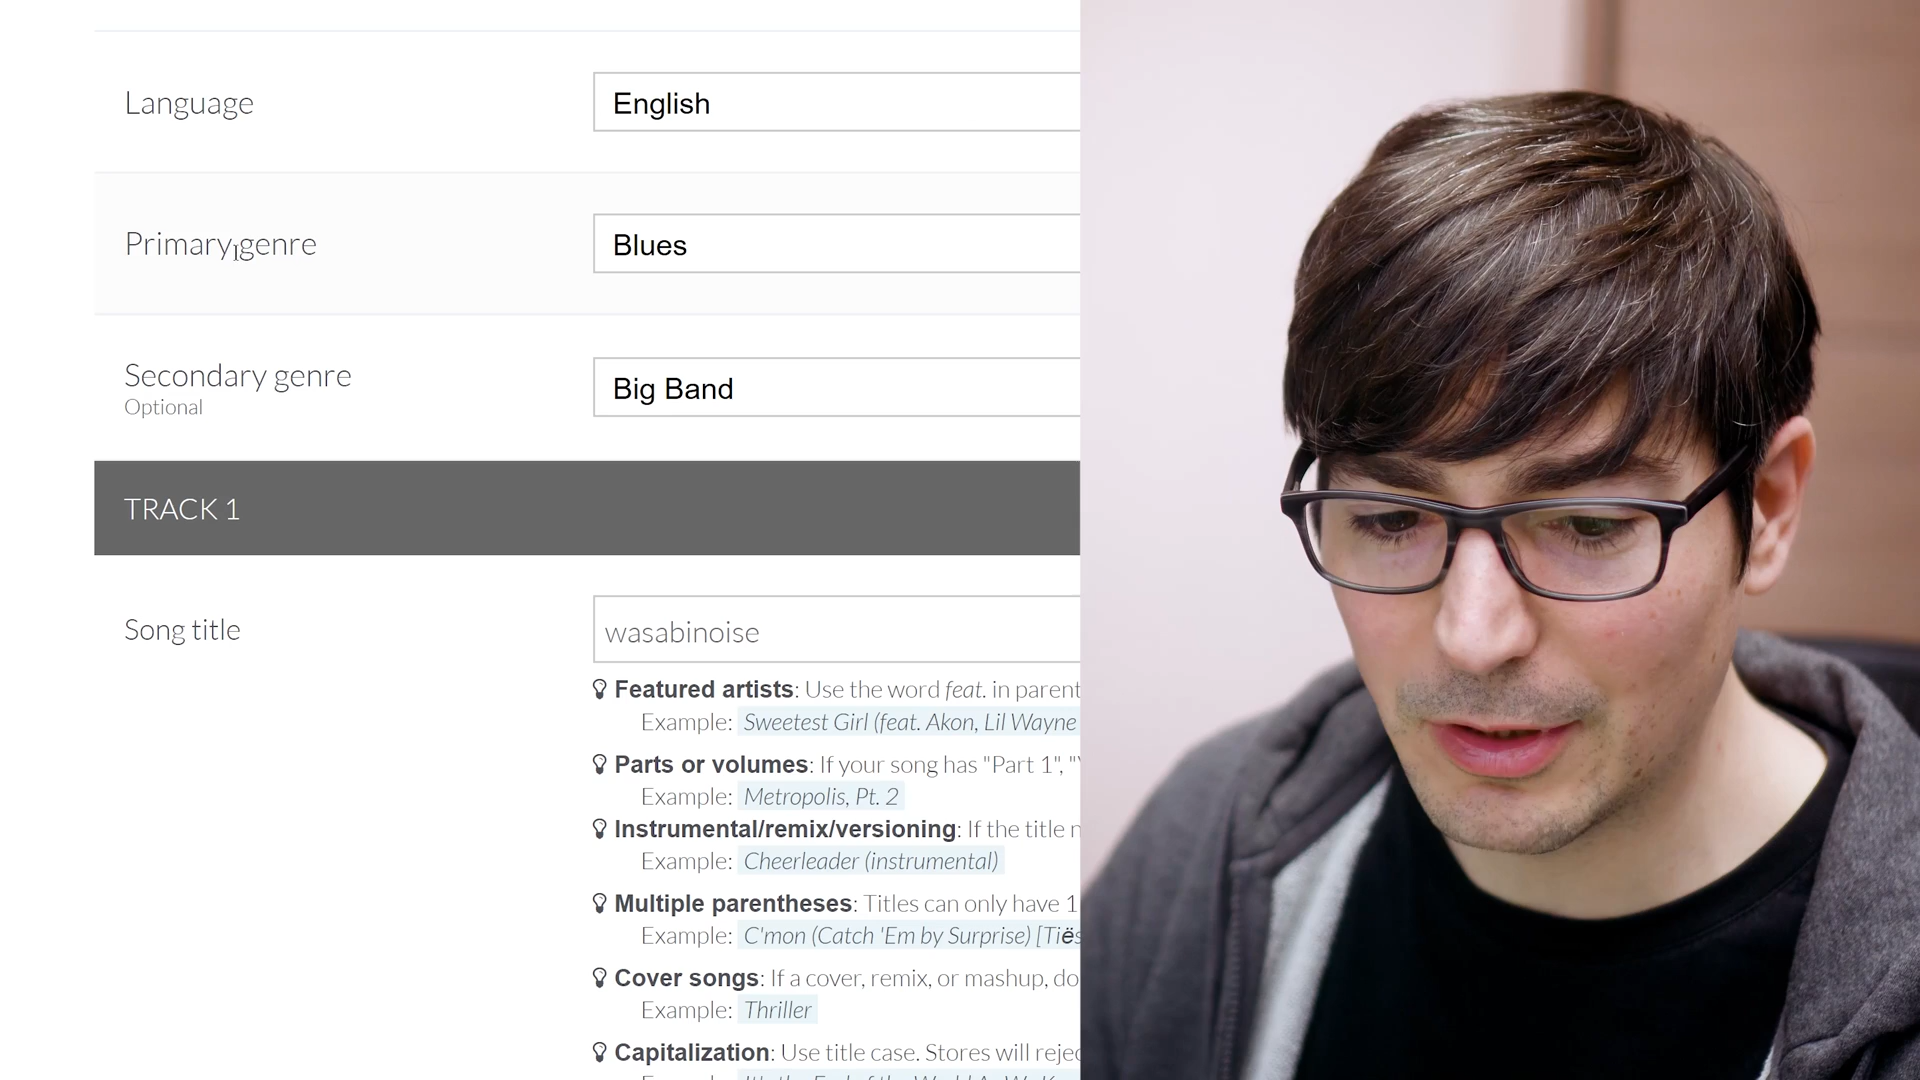 Language
English
Primary genre
Blues
Secondary genre
Optional
Big Band
TRACK 1
Song title
wasabinoise
Featured artists: Use the word feat. in parent
Example: Sweetest Girl (feat. Akon, Lil Wayne
Parts or volumes: If your song has "Part 1", "
Example: Metropolis, Pt. 2
Instrumental/remix/versioning: If the title
Example: Cheerleader (instrumental)
Multiple parentheses: Titles can only have 1
Example: C'mon (Catch 'Em by Surprise) [Tiës
Cover songs: If a cover, remix, or mashup, do
Example: Thriller
Capitalization: Use title case. Stores will rejec